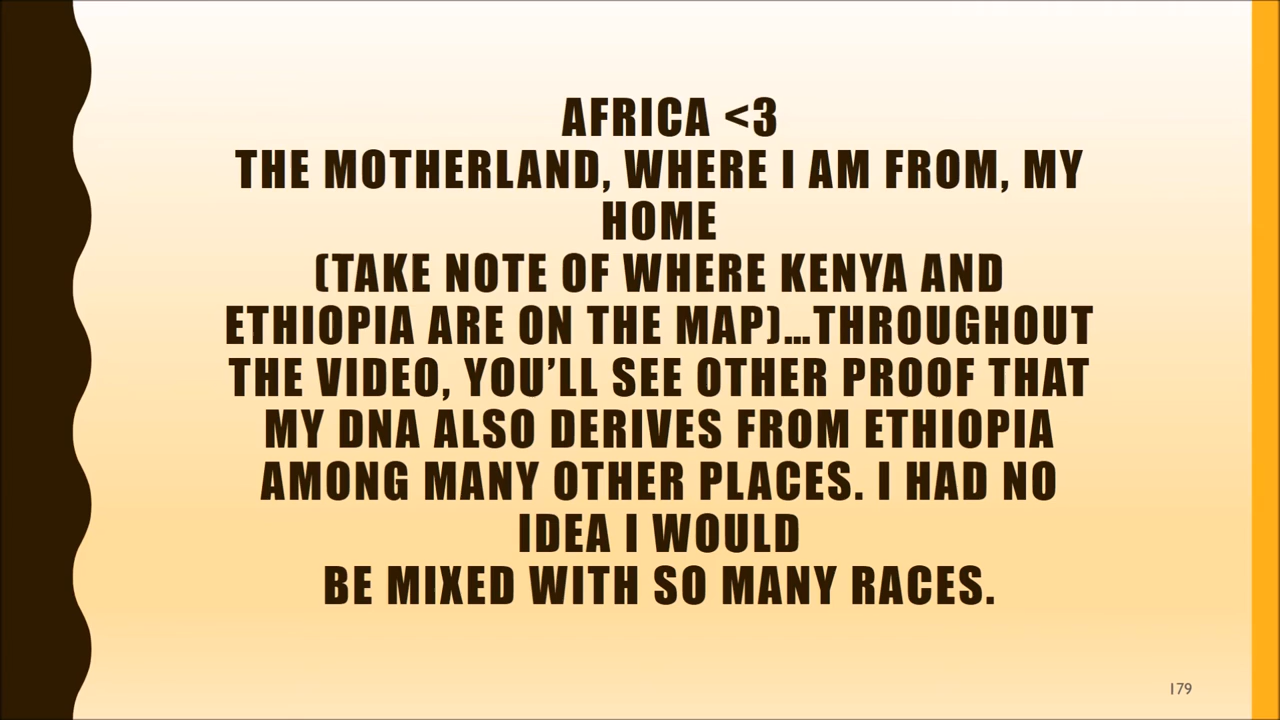 AFRICA <3
THE MOTHERLAND, WHERE I AM FROM, MY
HOME
(TAKE NOTE OF WHERE KENYA AND
ETHIOPIA ARE ON THE MAP)...THROUGHOUT
THE VIDEO, YOU’LL SEE OTHER PROOF THAT
MY DNA ALSO DERIVES FROM ETHIOPIA
AMONG MANY OTHER PLACES. I HAD NO
IDEA I WOULD
BE MIXED WITH SO MANY RACES.
179